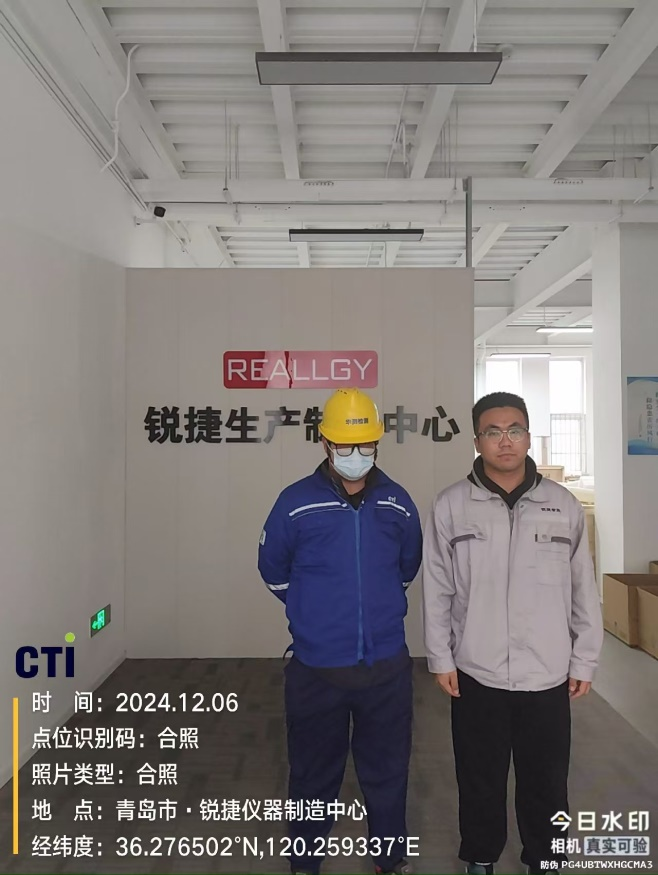 REALLGY
锐捷生产制 中心
CTI
CTI
时 间：2024.12.06
点位识别码：合照
照片类型：合照
地 点：青岛市·锐捷仪器制造中心
经纬度：36.276502°N,120.259337°E
今日水印
相机 真实可验
防伪 PG4UBTWXHGCMA3